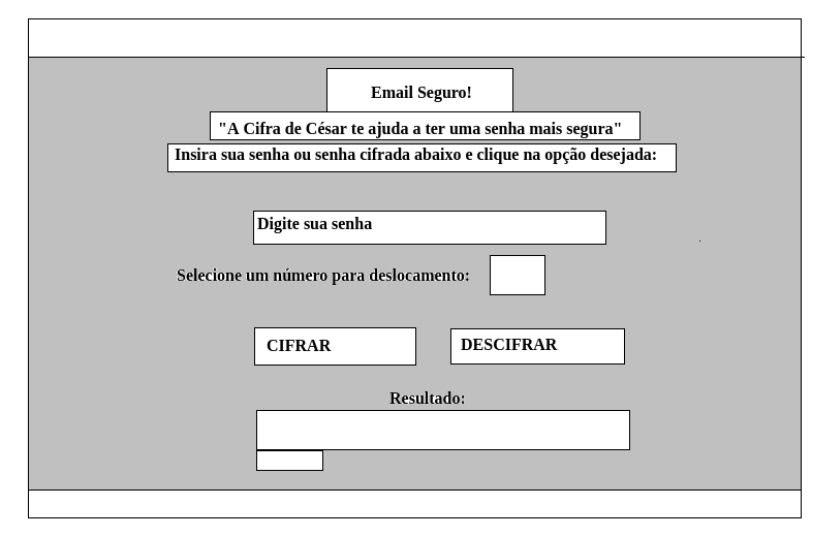 Email Seguro!
"A Cifra de César te ajuda a ter uma senha mais segura"
Insira sua senha ou senha cifrada abaixo e clique na opção desejada:
Digite sua senha
Selecione um número para deslocamento:
CIFRAR
DESCIFRAR
Resultado: